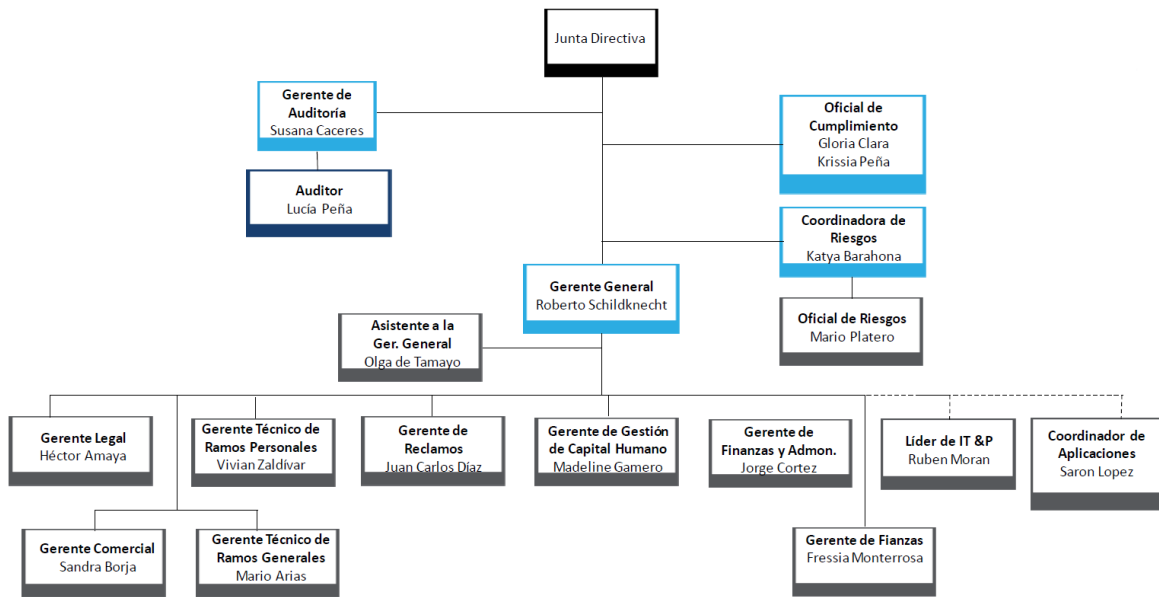 Junta Directiva
Gerente de
Auditoría
Susana Caceres
Oficial de
Cumplimiento
Gloria Clara
Krissia Peña
Auditor
Lucía Peña
Coordinadora de
Riesgos
Katya Barahona
Gerente General
Roberto Schildknecht
Oficial de Riesgos
Mario Platero
Asistente a la
Ger. General
Olga de Tamayo
Gerente Legal
Héctor Amaya
Gerente Técnico de
Ramos Personales
Vivian Zaldívar
Gerente de
Reclamos
Juan Carlos Díaz
Gerente de Gestión
de Capital Humano
Madeline Gamero
Gerente de
Finanzas y Admon.
Jorge Cortez
Líder de IT &P
Ruben Moran
Coordinador de
Aplicaciones
Saron Lopez
Gerente Comercial
Sandra Borja
Gerente Técnico de
Ramos Generales
Mario Arias
Gerente de Fianzas
Fressia Monterrosa